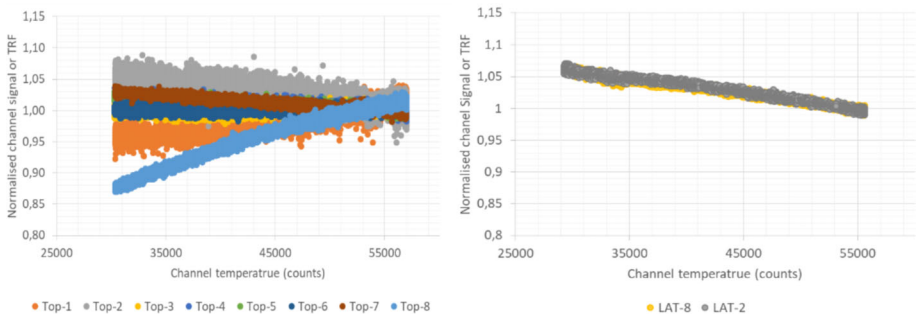 Normalised channel signal or TRF
1,15
1,10
1,05
1,00
0,95
0,90
0,85
0,80
25000 35000 45000 55000
Channel temperatrue (counts)
Top-1 Top-2 Top-3 Top-4 Top-5 Top-6 Top-7 Top-8
Normalised channel Signal or TRF
1,15
1,1
1,05
1
0,95
0,9
0,85
0,8
25000 35000 45000 55000
Channel temperatrue (counts)
LAT-8 LAT-2